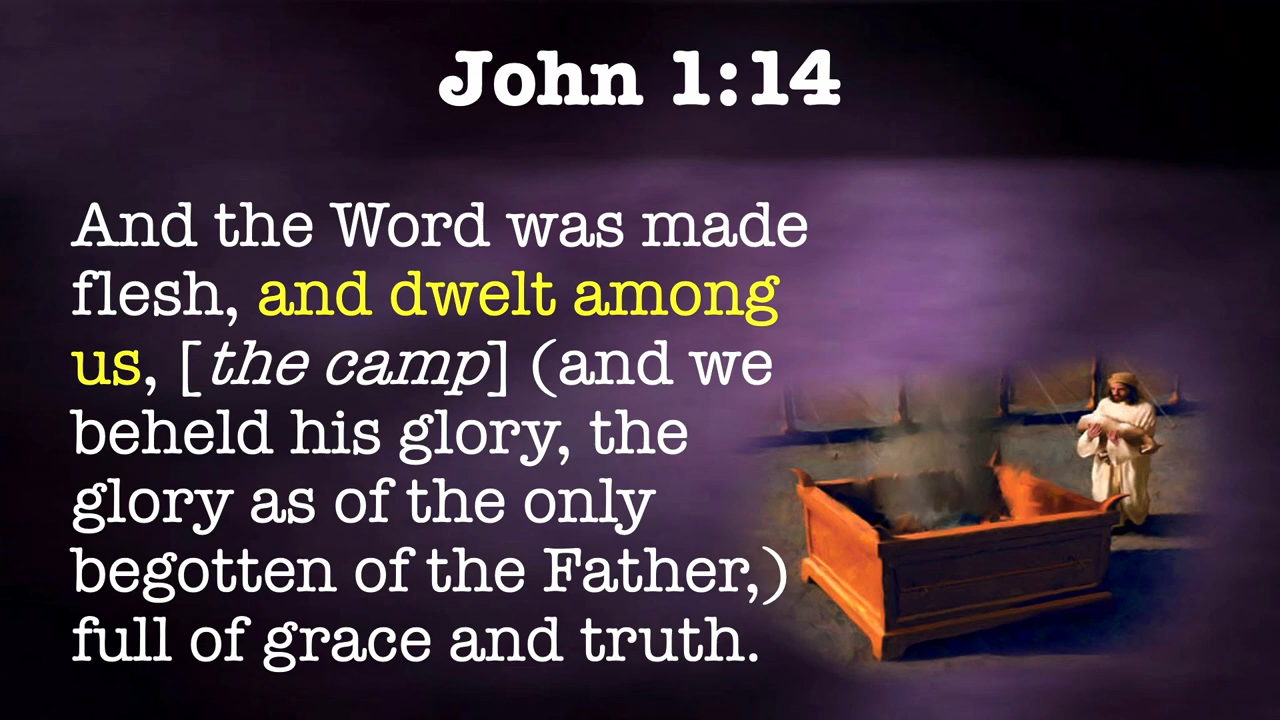 John 1:14
And the Word was made
flesh, and dwelt among
us, [the camp] (and we
beheld his glory, the
glory as of the only
begotten of the Father,)
full of grace and truth.